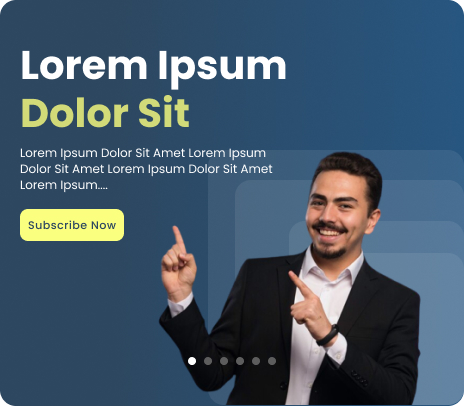 Lorem Ipsum
Dolor Sit
Lorem Ipsum Dolor Sit Amet Lorem Ipsum
Dolor Sit Amet Lorem Ipsum Dolor Sit Amet
Lorem Ipsum....
Subscribe Now